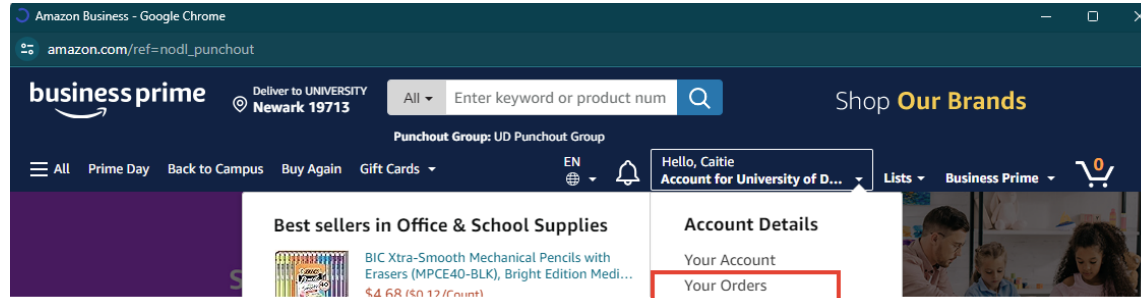 Amazon Business - Google Chrome
amazon.com/ref=nodl_punchout
business prime
Deliver to UNIVERSITY
Newark 19713
All
Enter keyword or product num
Shop Our Brands
Punchout Group: UD Punchout Group
All
Prime Day
Back to Campus
Buy Again
Gift Cards
EN
Hello, Caitie
Account for University of D...
Lists
Business Prime
0
Best sellers in Office & School Supplies
BIC Xtra-Smooth Mechanical Pencils with
Erasers (MPCE40-BLK), Bright Edition Medi...
$4.68 ($0.12/Count)
Account Details
Your Account
Your Orders
S